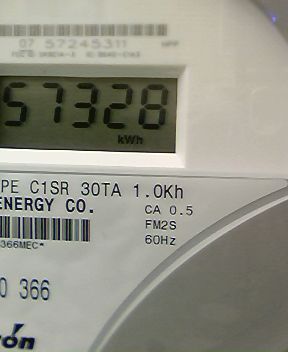 07 57245311
57328
kWh
PE C1SR 30TA 1.0Kh
ENERGY CO.
CA 0.5
FM2S
60Hz
366MEC*
0 366
rón